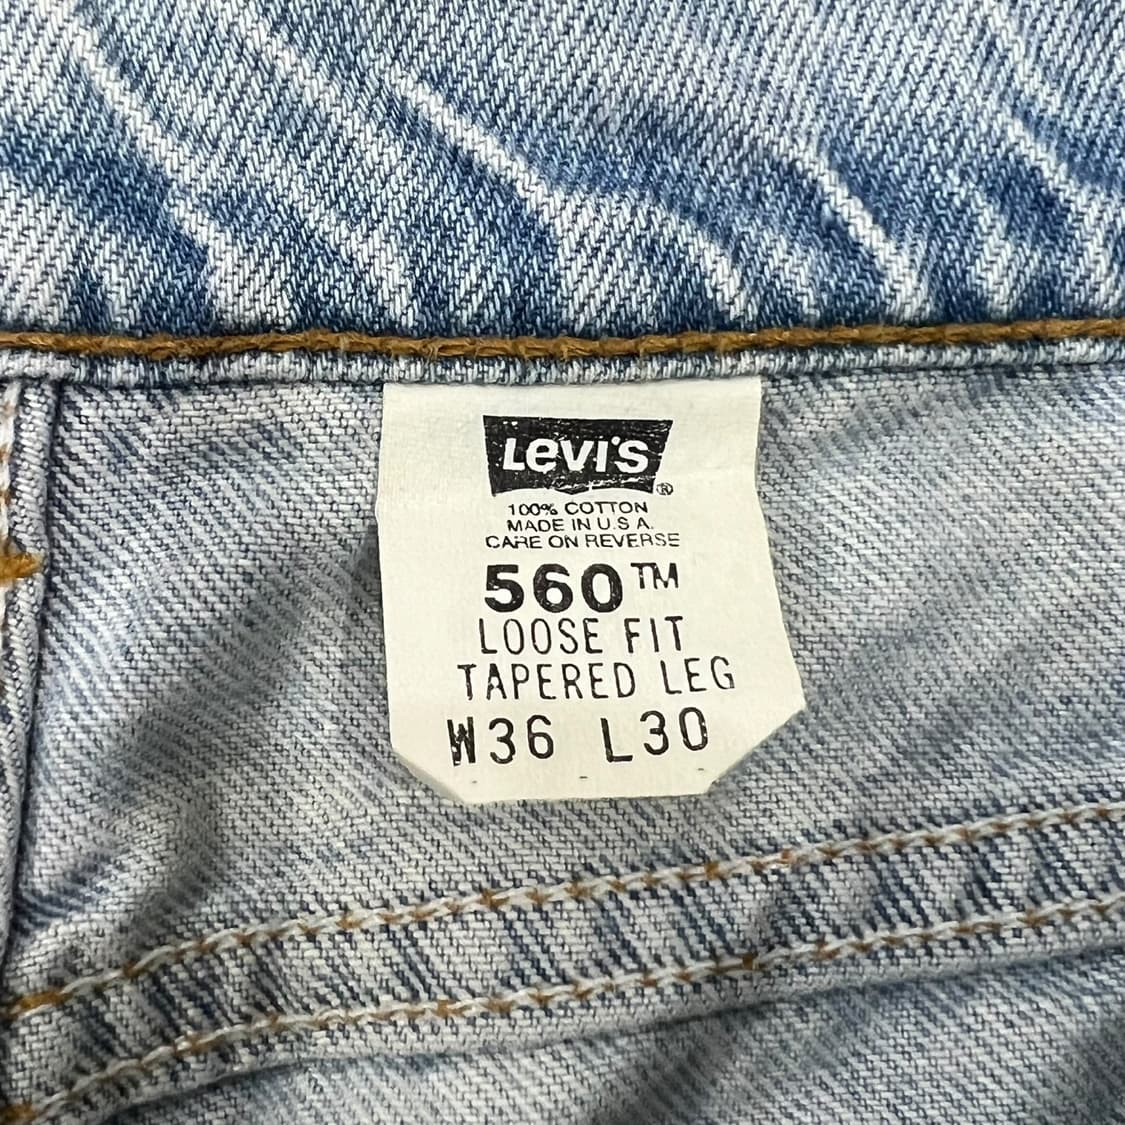 Levi's®
100% COTTON
MADE IN U.S.A.
CARE ON REVERSE
560™
LOOSE FIT
TAPERED LEG
W36 L30